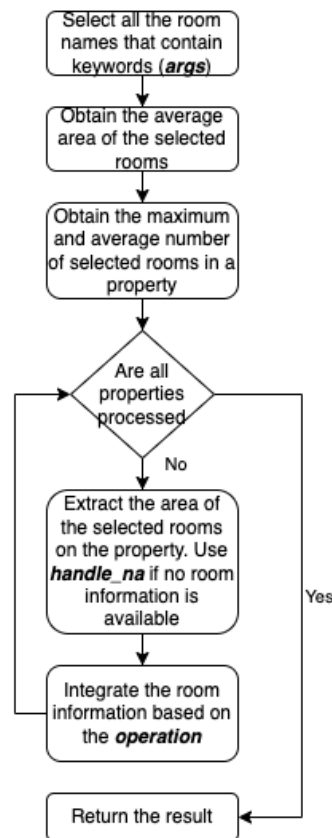 Select all the room
names that contain
keywords (args)
Obtain the average
area of the selected
rooms
Obtain the maximum
and average number
of selected rooms in a
property
Are all
properties
processed
No
Extract the area of
the selected rooms
on the property. Use
handle_na if no room
information is
available
Yes
Integrate the room
information based on
the operation
Return the result